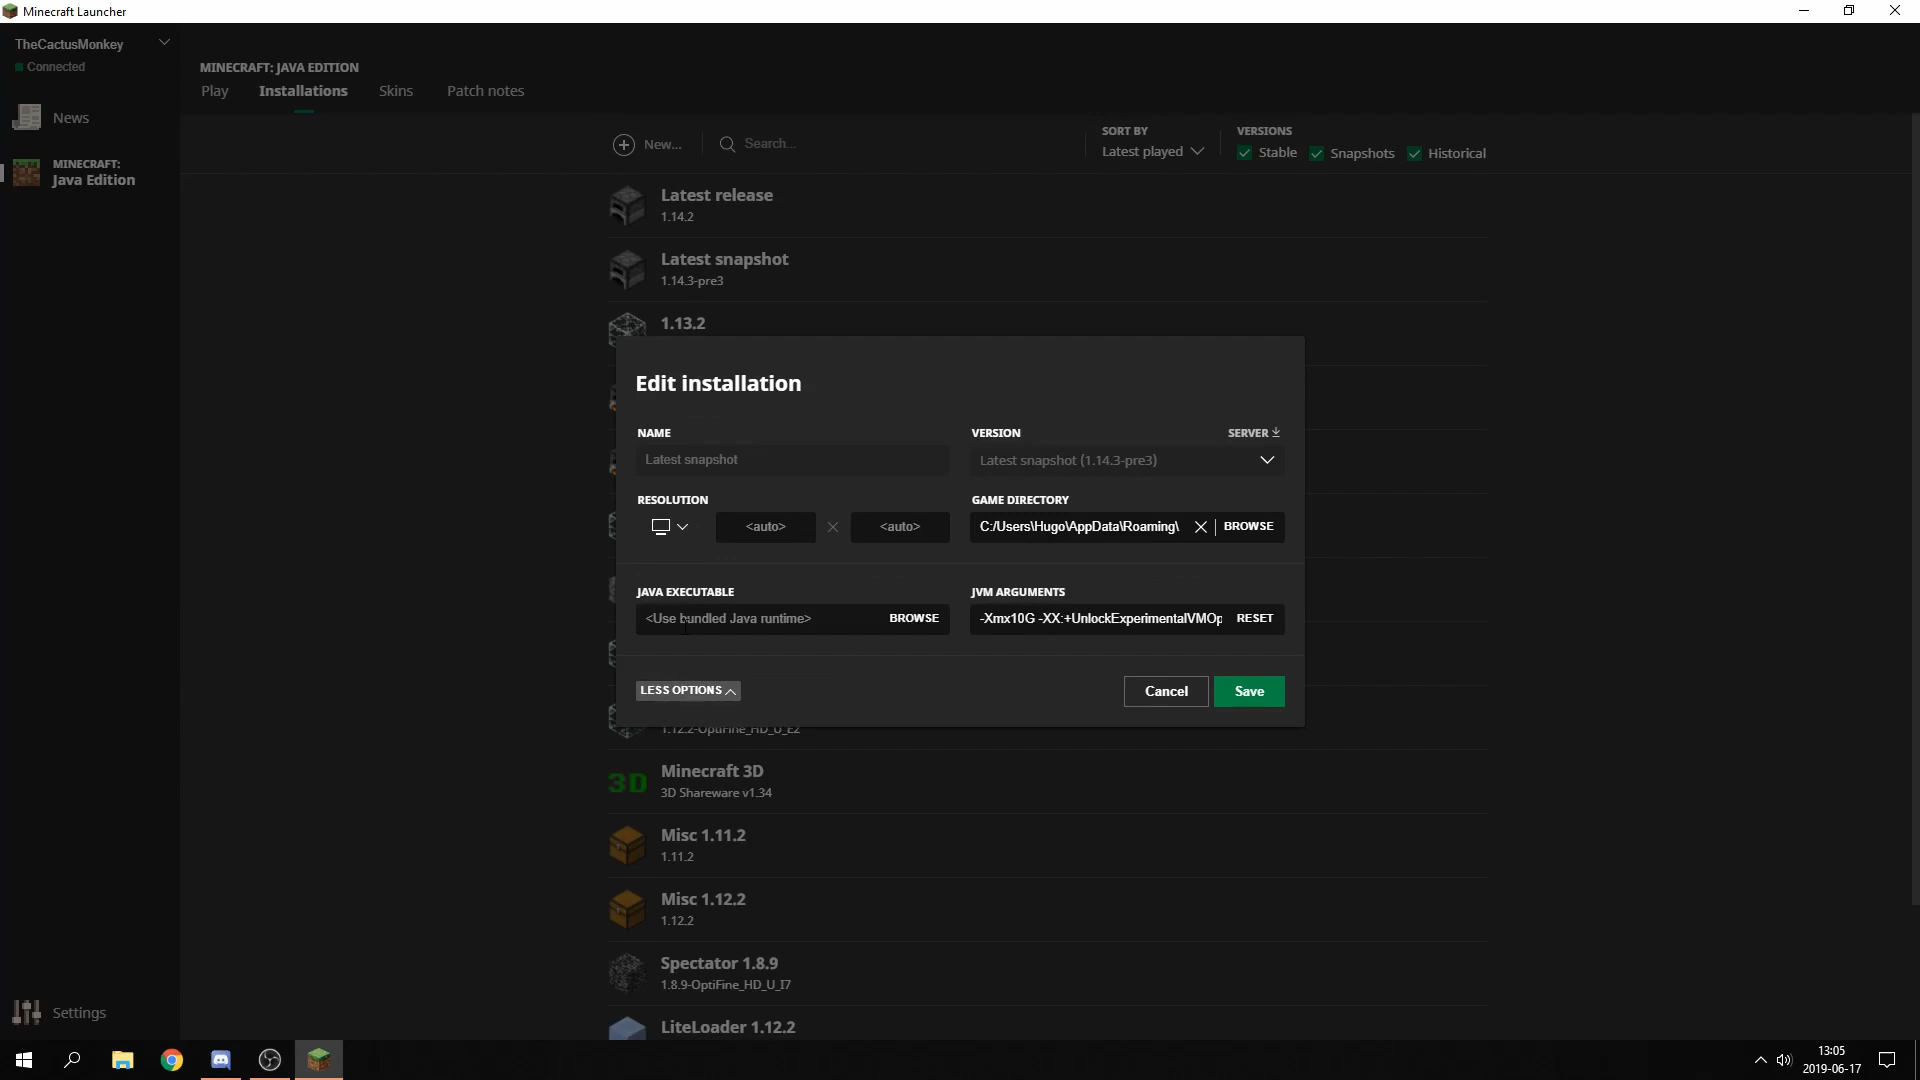 Minecraft Launcher
TheCactusMonkey
Connected
News
MINECRAFT:
Java Edition
Settings
MINECRAFT: JAVA EDITION
Play
Installations
Skins
Patch notes
New...
Search...
SORT BY
Latest played
VERSIONS
Stable
Snapshots
Historical
Latest release
1.14.2
Latest snapshot
1.14.3-pre3
1.13.2
Edit installation
NAME
Latest snapshot
VERSION
SERVER
Latest snapshot (1.14.3-pre3)
RESOLUTION
<auto>
<auto>
GAME DIRECTORY
C:/Users\Hugo\AppData\Roaming\
BROWSE
JAVA EXECUTABLE
<Use bundled Java runtime>
BROWSE
JVM ARGUMENTS
-Xmx10G -XX:+UnlockExperimentalVMOp
RESET
LESS OPTIONS
Cancel
Save
1.12.2-OptiFine_HD_U_E2
3D
Minecraft 3D
3D Shareware v1.34
Misc 1.11.2
1.11.2
Misc 1.12.2
1.12.2
Spectator 1.8.9
1.8.9-OptiFine_HD_U_I7
LiteLoader 1.12.2
13:05
2019-06-17